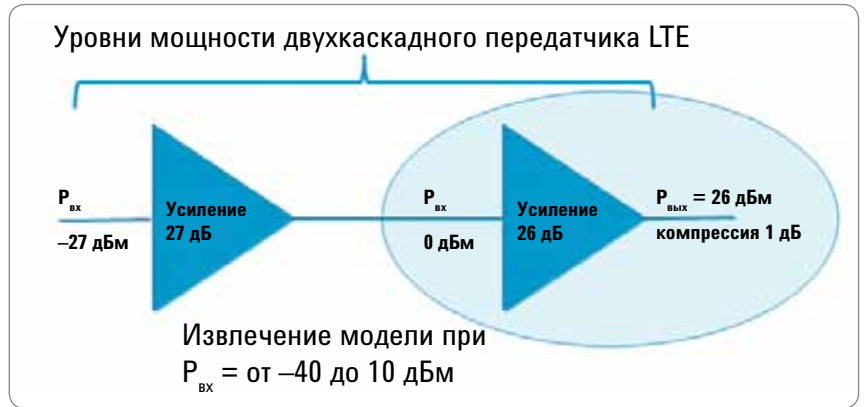 Уровни мощности двухкаскадного передатчика LTE
Pвх
–27 дБм
Усиление
27 дБ
Pвх
0 дБм
Усиление
26 дБ
Pвых = 26 дБм
компрессия 1 дБ
Извлечение модели при
Pвх = от –40 до 10 дБм